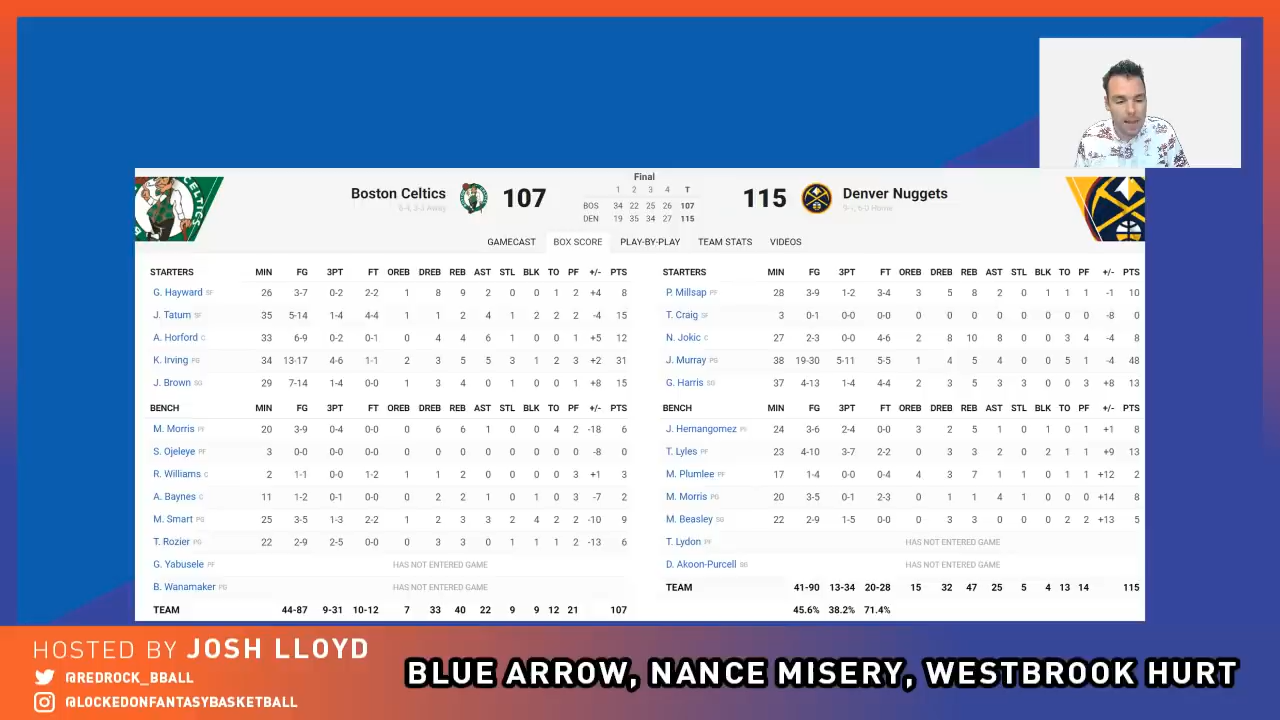 Final
Boston Celtics 107 115 Denver Nuggets
1 2 3 4 T
BOS 34 22 25 26 107
DEN 19 35 34 27 115
GAMECAST BOX SCORE PLAY-BY-PLAY TEAM STATS VIDEOS
STARTERS MIN FG 3PT FT OREB DREB REB AST STL BLK TO PF +/- PTS
G. Hayward SF 26 3-7 0-2 2-2 1 8 9 2 0 0 1 2 +4 8
J. Tatum SF 35 5-14 1-4 4-4 1 1 2 4 1 2 2 2 -4 15
A. Horford C 33 6-9 0-2 0-1 0 4 4 6 1 0 0 1 +5 12
K. Irving PG 34 13-17 4-6 1-1 2 3 5 5 3 1 2 3 +2 31
J. Brown SG 29 7-14 1-4 0-0 1 3 4 0 1 0 0 1 +8 15
BENCH MIN FG 3PT FT OREB DREB REB AST STL BLK TO PF +/- PTS
M. Morris PF 20 3-9 0-4 0-0 0 6 6 1 0 0 4 2 -18 6
S. Ojeleye PF 3 0-0 0-0 0-0 0 0 0 0 0 0 0 0 -8 0
R. Williams C 2 1-1 0-0 1-2 1 1 2 0 0 0 0 3 +1 3
A. Baynes C 11 1-2 0-1 0-0 0 2 2 1 0 1 0 3 -7 2
M. Smart PG 25 3-5 1-3 2-2 1 2 3 3 2 4 2 2 -10 9
T. Rozier PG 22 2-9 2-5 0-0 0 3 3 0 1 1 1 2 -13 6
G. Yabusele PF HAS NOT ENTERED GAME
B. Wanamaker PG HAS NOT ENTERED GAME
TEAM 44-87 9-31 10-12 7 33 40 22 9 9 12 21 107
STARTERS MIN FG 3PT FT OREB DREB REB AST STL BLK TO PF +/- PTS
P. Millsap PF 28 3-9 1-2 3-4 3 5 8 2 0 1 1 1 -1 10
T. Craig SF 3 0-1 0-0 0-0 0 0 0 0 0 0 0 0 -8 0
N. Jokic C 27 2-3 0-0 4-6 2 8 10 8 0 0 3 4 -4 8
J. Murray PG 38 19-30 5-11 5-5 1 4 5 4 0 0 5 1 -4 48
G. Harris SG 37 4-13 1-4 4-4 2 3 5 3 3 0 0 3 +8 13
BENCH MIN FG 3PT FT OREB DREB REB AST STL BLK TO PF +/- PTS
J. Hernangomez PF 24 3-6 2-4 0-0 3 2 5 1 0 1 0 1 +1 8
T. Lyles PF 23 4-10 3-7 2-2 0 3 3 2 0 2 1 1 +9 13
M. Plumlee PF 17 1-4 0-0 0-4 4 3 7 1 1 0 1 1 +12 2
M. Morris PG 20 3-5 0-1 2-3 0 1 1 4 1 0 0 0 +14 8
M. Beasley SG 22 2-9 1-5 0-0 0 3 3 0 0 0 2 2 +13 5
T. Lydon PF HAS NOT ENTERED GAME
D. Akoon-Purcell SG HAS NOT ENTERED GAME
TEAM 41-90 13-34 20-28 15 32 47 25 5 4 13 14 115
45.6% 38.2% 71.4%
HOSTED BY JOSH LLOYD
@REDROCK_BBALL
@LOCKEDONFANTASYBASKETBALL
BLUE ARROW, NANCE MISERY, WESTBROOK HURT